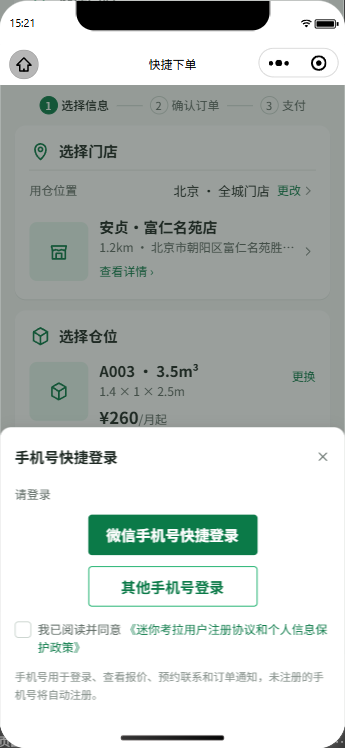 15:21
快捷下单
1 选择信息 2 确认订单 3 支付
选择门店
用仓位置 北京 · 全城门店 更改
安贞·富仁名苑店
1.2km · 北京市朝阳区富仁名苑胜…
查看详情
选择仓位
A003 · 3.5m³
更换
1.4 × 1 × 2.5m
¥260/月起
手机号快捷登录
请登录
微信手机号快捷登录
其他手机号登录
我已阅读并同意 《迷你考拉用户注册协议和个人信息保
护政策》
手机号用于登录、查看报价、预约联系和订单通知，未注册的手
机号将自动注册。